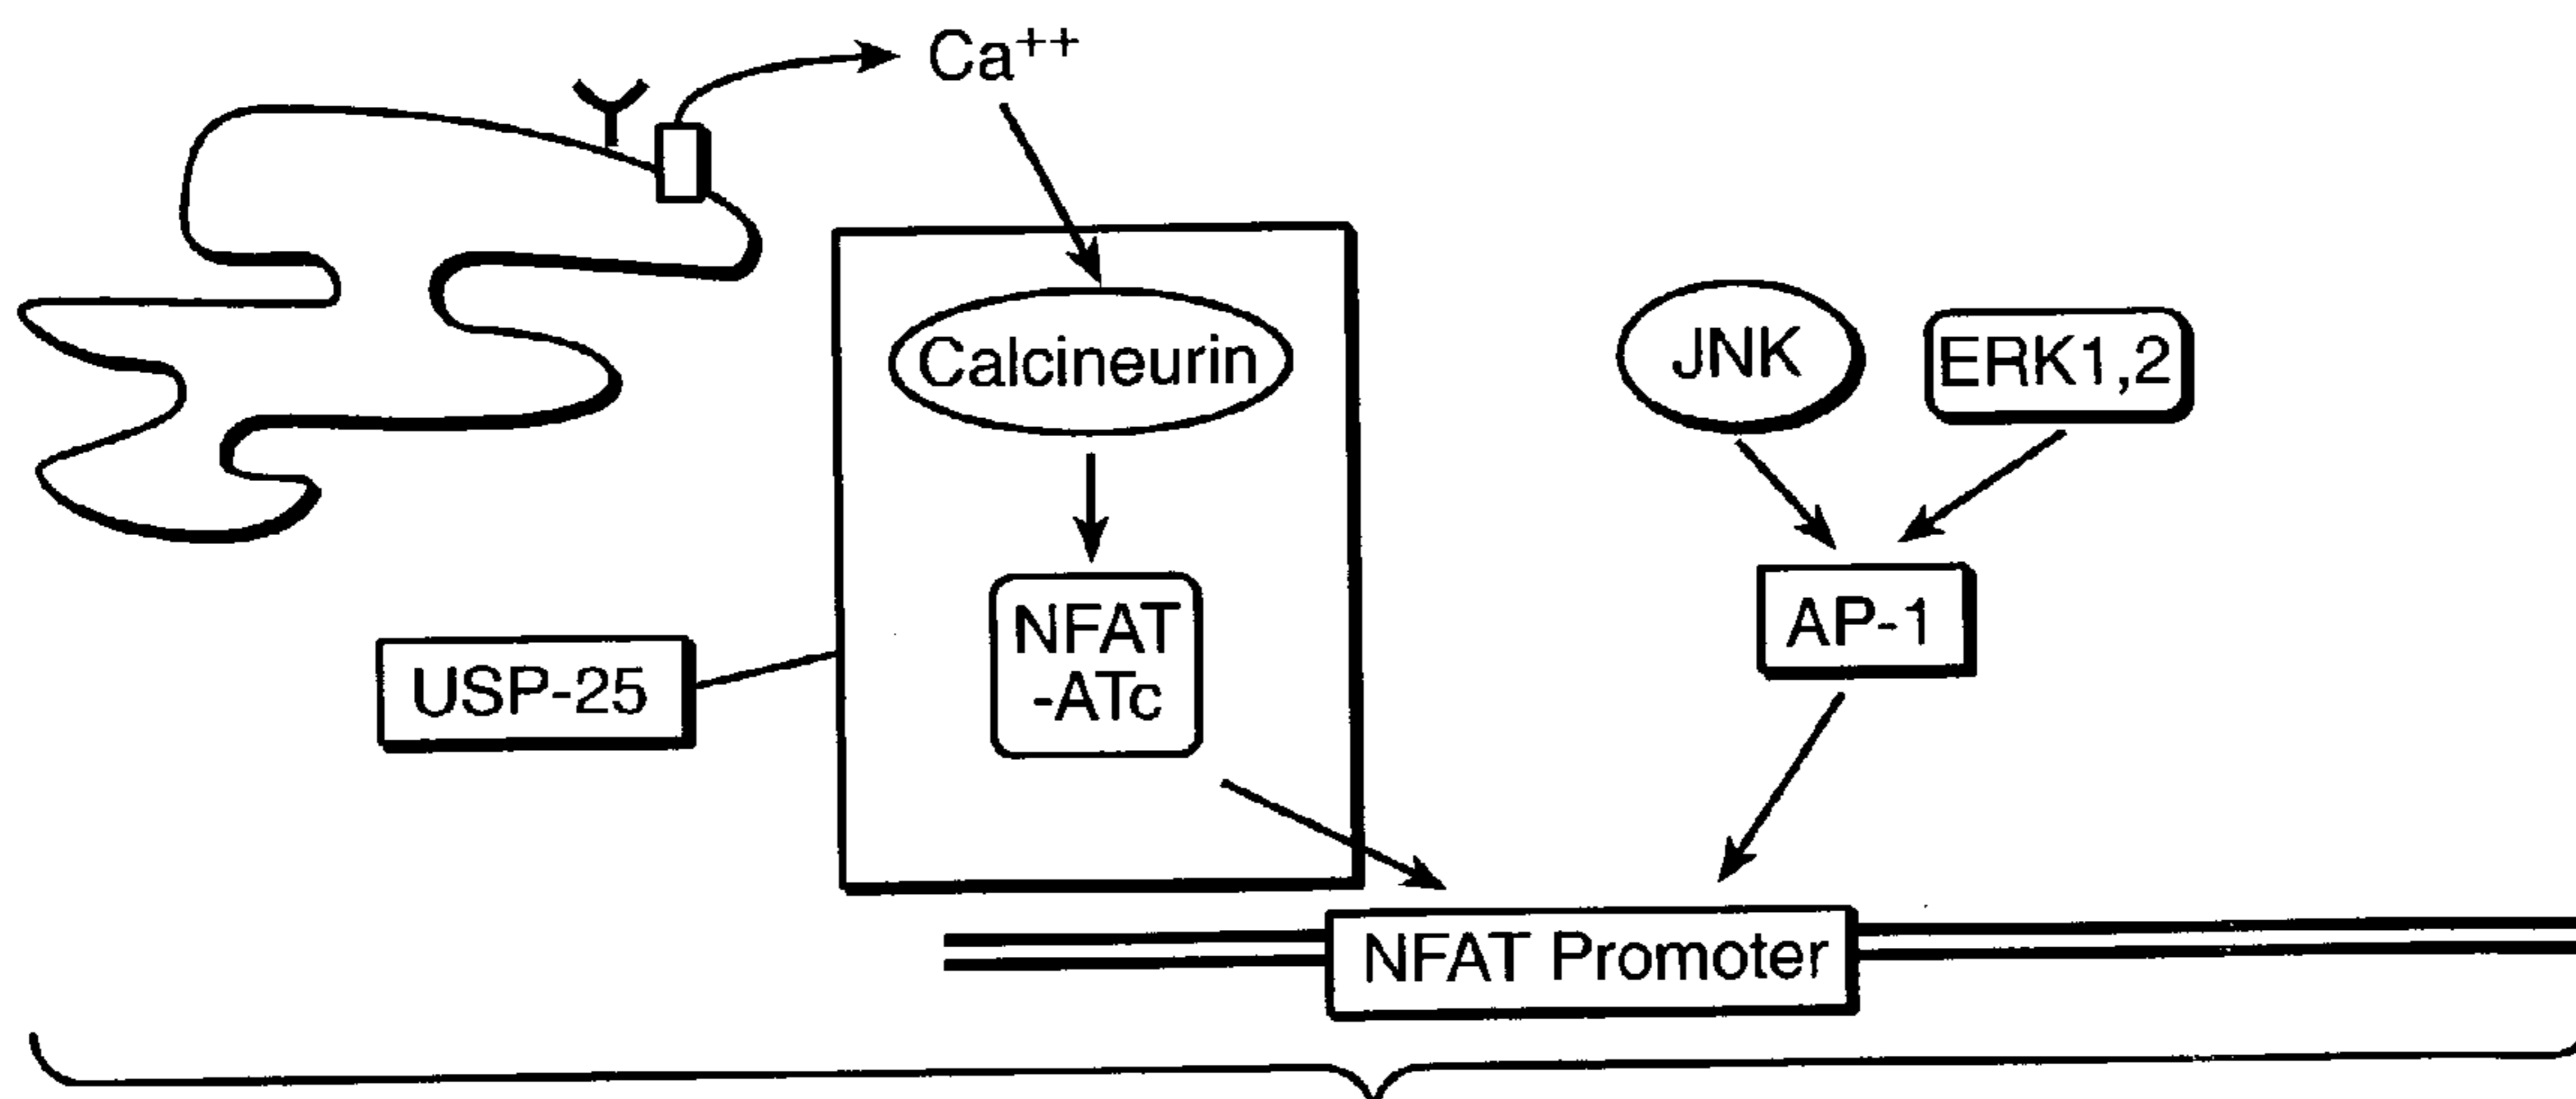 Ca++
Calcineurin
JNK
ERK1,2
NFAT
-ATc
AP-1
USP-25
NFAT Promoter